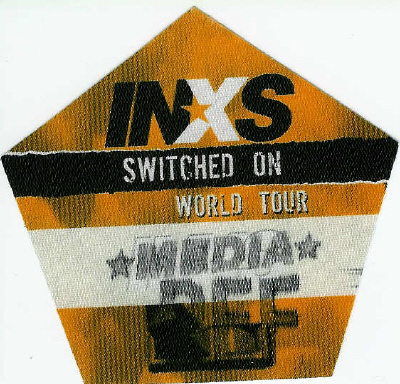 INXS
SWITCHED ON
WORLD TOUR
★MEDIA★